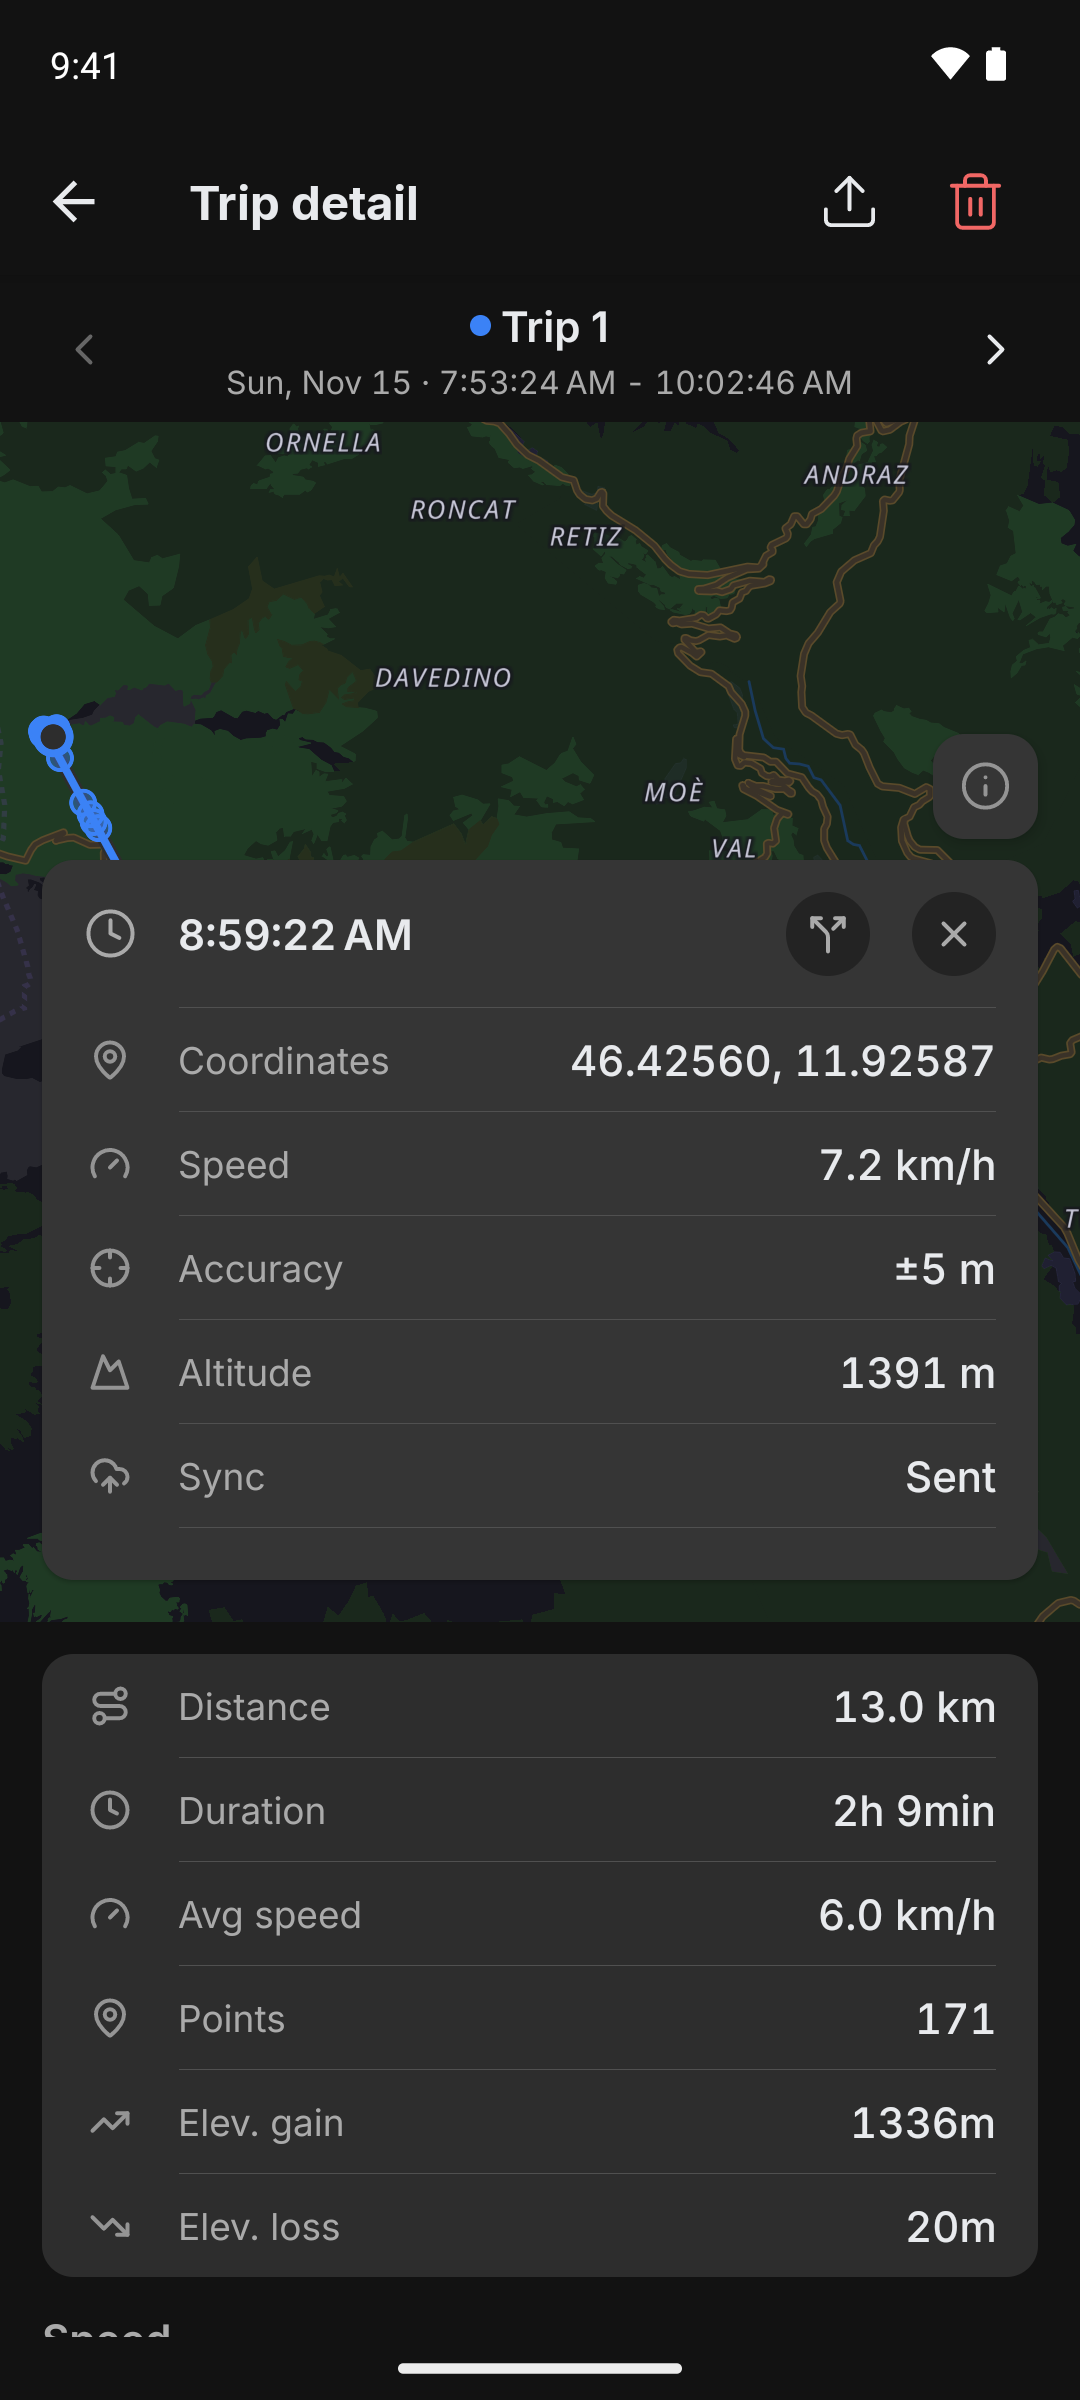 9:41
Trip detail
Trip 1
Sun, Nov 15 · 7:53:24 AM - 10:02:46 AM
ORNELLA
ANDRAZ
RONCAT
RETIZ
DAVEDINO
MOÈ
VAL
8:59:22 AM
Coordinates 46.42560, 11.92587
Speed 7.2 km/h
T
Accuracy ±5 m
Altitude 1391 m
Sync Sent
Distance 13.0 km
Duration 2h 9min
Avg speed 6.0 km/h
Points 171
Elev. gain 1336m
Elev. loss 20m
Speed